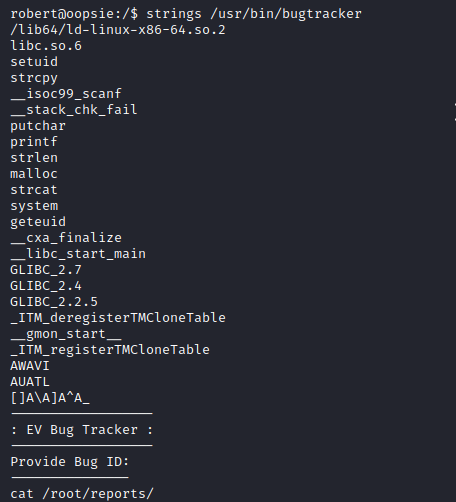 robert@oopsie:/$ strings /usr/bin/bugtracker
/lib64/ld-linux-x86-64.so.2
libc.so.6
setuid
strcpy
__isoc99_scanf
__stack_chk_fail
putchar
printf
strlen
malloc
strcat
system
geteuid
__cxa_finalize
__libc_start_main
GLIBC_2.7
GLIBC_2.4
GLIBC_2.2.5
_ITM_deregisterTMCloneTable
__gmon_start__
_ITM_registerTMCloneTable
AWAVI
AUATL
[]A\A]A^A_
------------------
: EV Bug Tracker :
------------------
Provide Bug ID:
---------------
cat /root/reports/